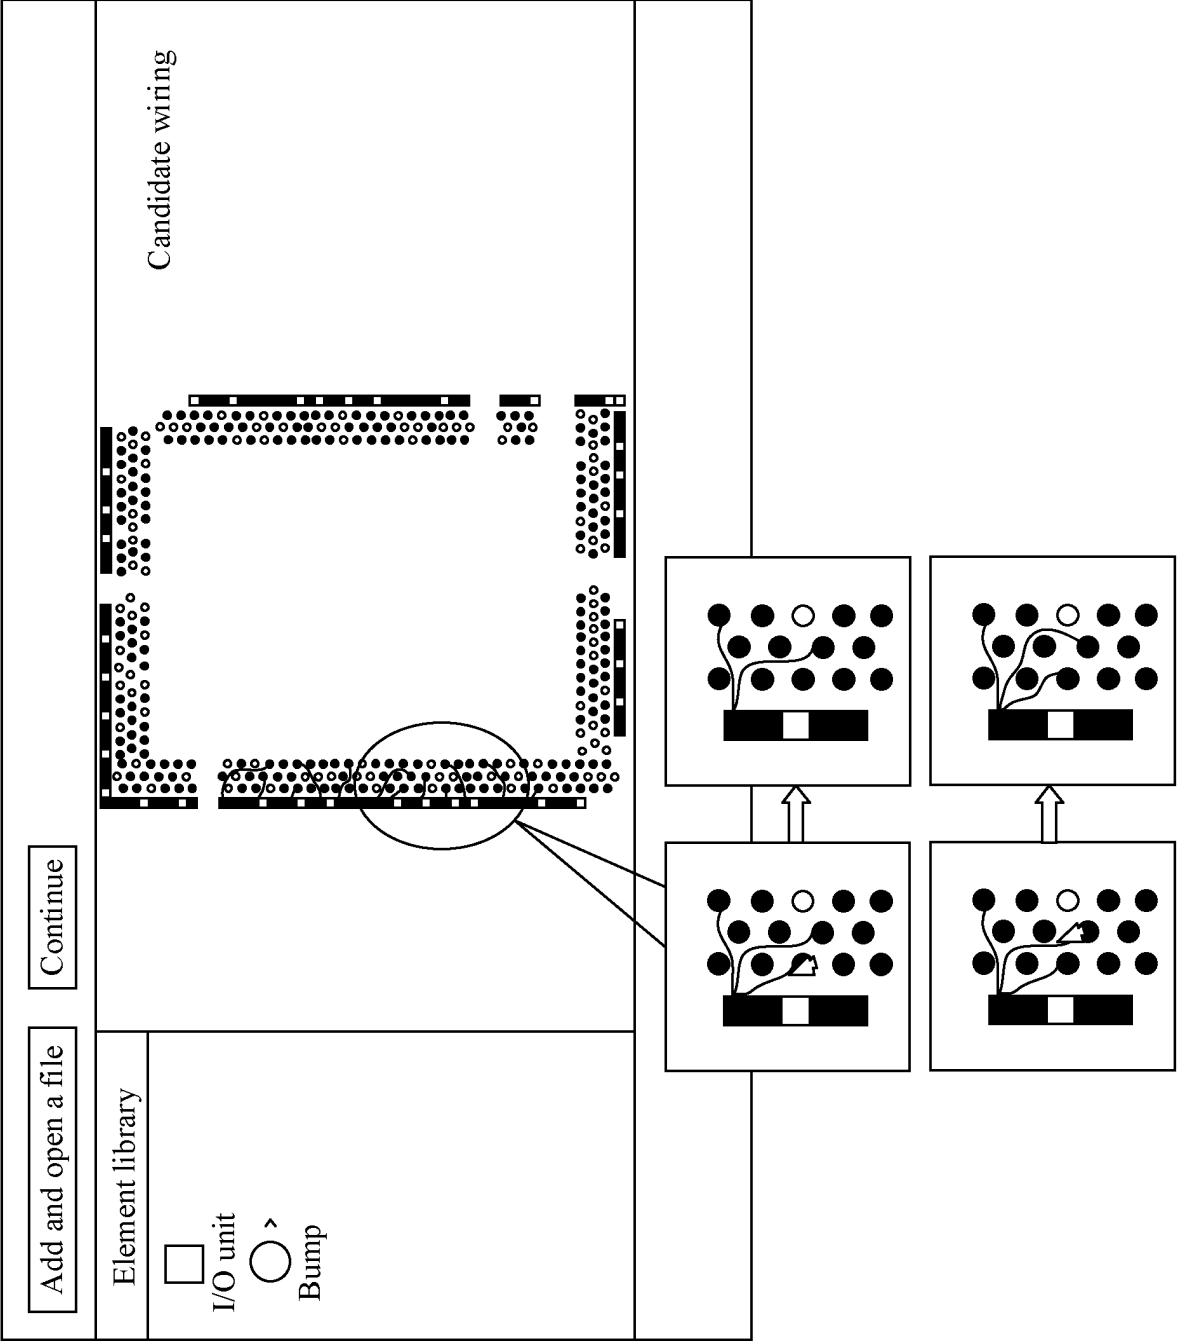 Add and open a file
Continue
Element library
I/O unit
Bump
Candidate wiring